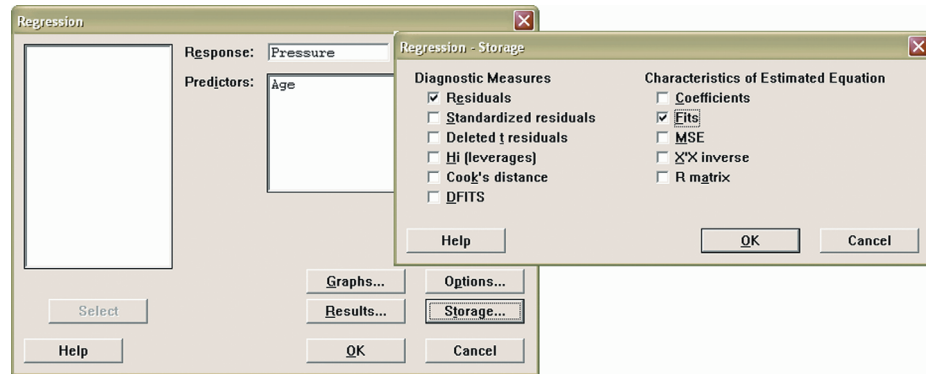 Regression
Response: Pressure
Predictors: Age
Graphs... Options...
Select Results... Storage...
Help OK Cancel
Regression - Storage
Diagnostic Measures
Residuals
Standardized residuals
Deleted t residuals
Hi (leverages)
Cook's distance
DFITS
Characteristics of Estimated Equation
Coefficients
Fits
MSE
X'X inverse
R matrix
Help OK Cancel